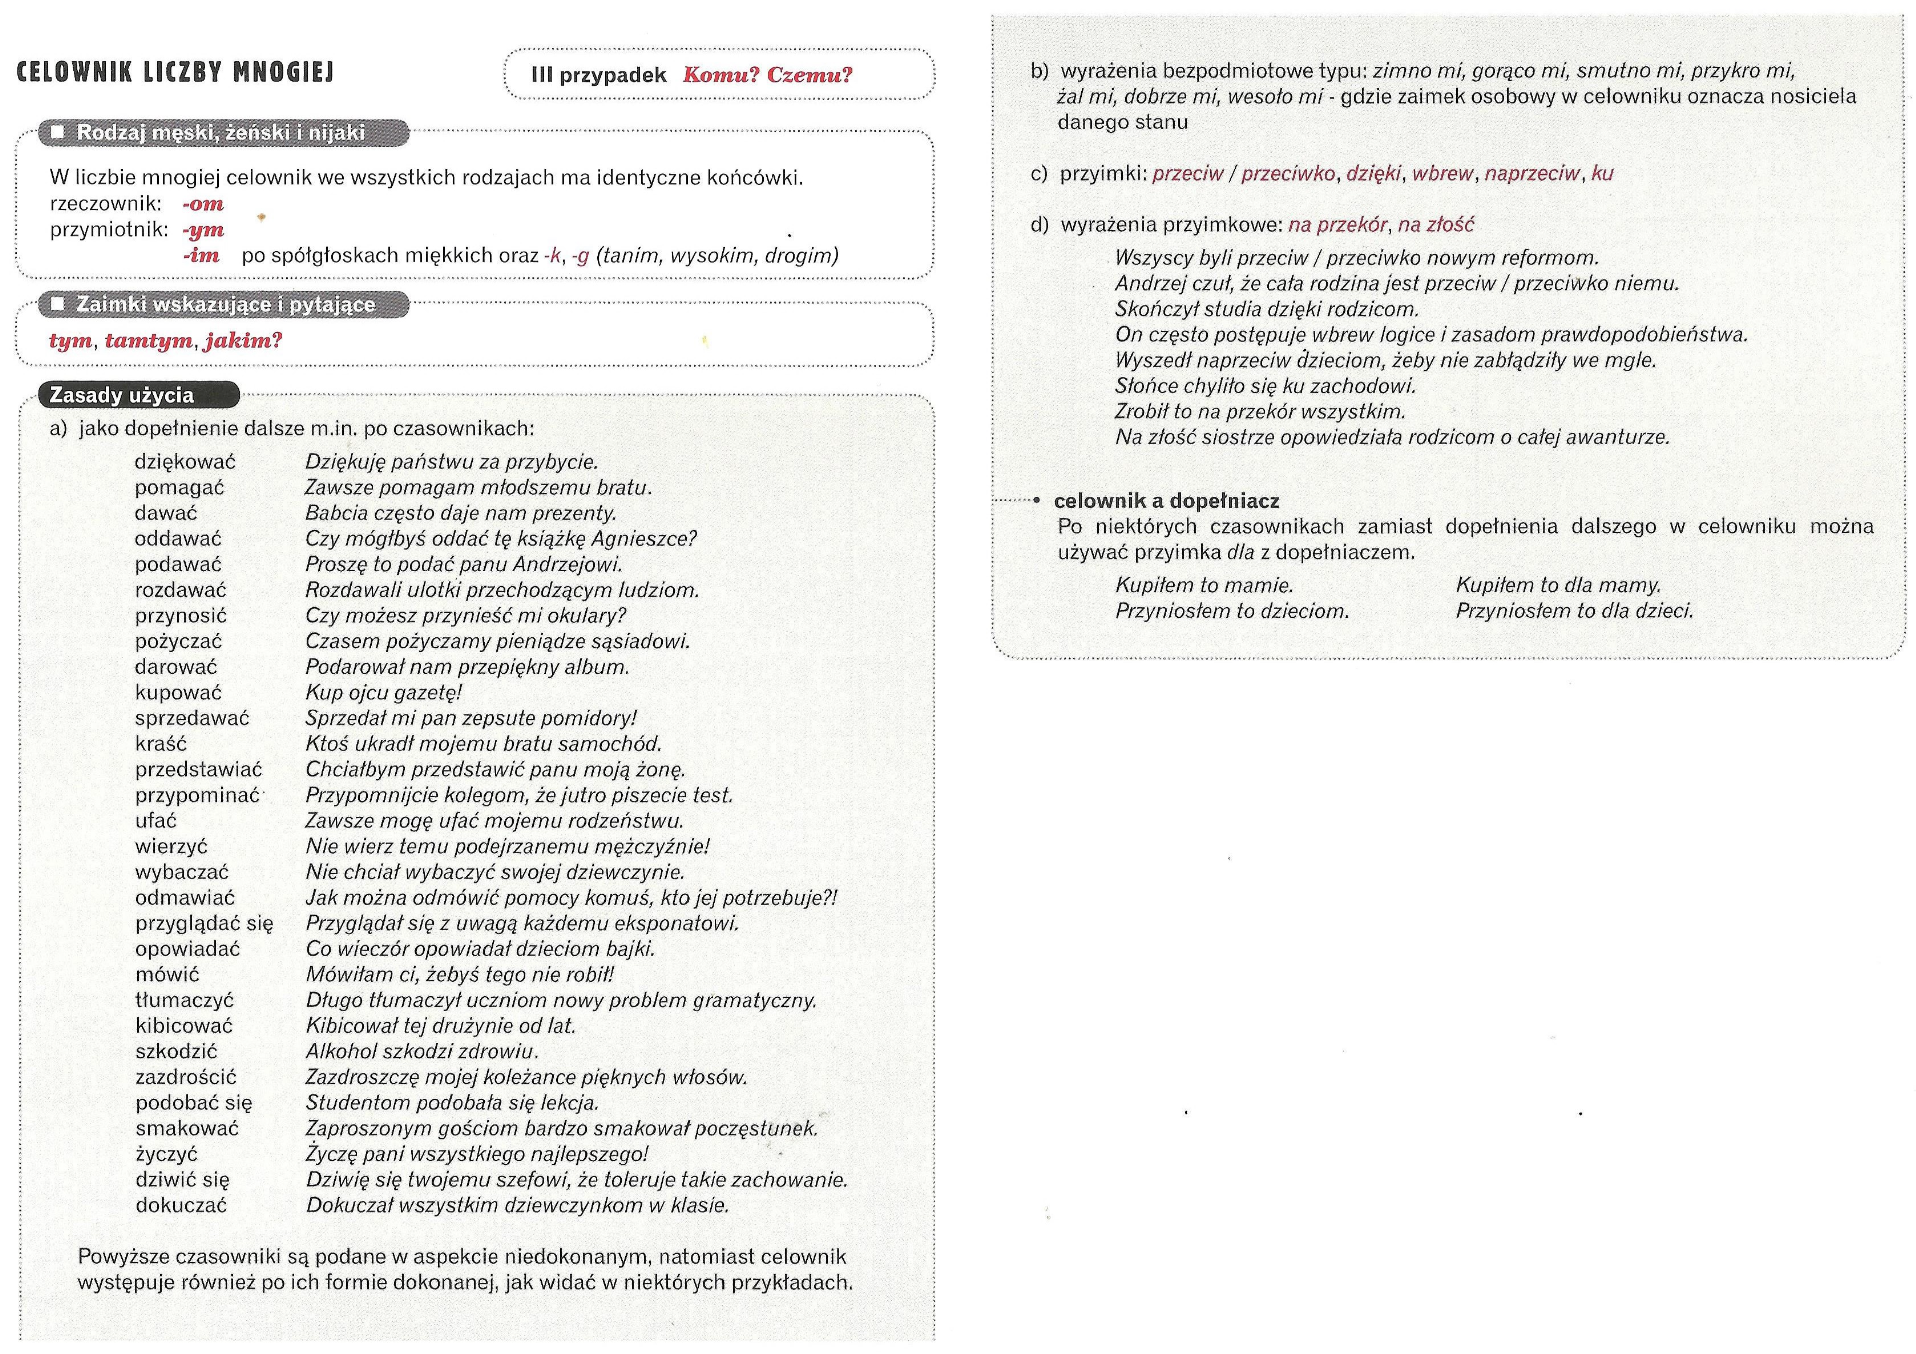 CELOWNIK LICZBY MNOGIEJ
III przypadek Komu? Czemu?
■ Rodzaj męski, żeński i nijaki
W liczbie mnogiej celownik we wszystkich rodzajach ma identyczne końcówki.
rzeczownik: -om
przymiotnik: -ym
-im po spółgłoskach miękkich oraz -k, -g (tanim, wysokim, drogim)
■ Zaimki wskazujące i pytające
tym, tamtym, jakim?
Zasady użycia
a) jako dopełnienie dalsze m.in. po czasownikach:
dziękować Dziękuję państwu za przybycie.
pomagać Zawsze pomagam młodszemu bratu.
dawać Babcia często daje nam prezenty.
oddawać Czy mógłbyś oddać tę książkę Agnieszce?
podawać Proszę to podać panu Andrzejowi.
rozdawać Rozdawali ulotki przechodzącym ludziom.
przynosić Czy możesz przynieść mi okulary?
pożyczać Czasem pożyczamy pieniądze sąsiadowi.
darować Podarował nam przepiękny album.
kupować Kup ojcu gazetę!
sprzedawać Sprzedał mi pan zepsute pomidory!
kraść Ktoś ukradł mojemu bratu samochód.
przedstawiać Chciałbym przedstawić panu moją żonę.
przypominać Przypomnijcie kolegom, że jutro piszecie test.
ufać Zawsze mogę ufać mojemu rodzeństwu.
wierzyć Nie wierz temu podejrzanemu mężczyźnie!
wybaczać Nie chciał wybaczyć swojej dziewczynie.
odmawiać Jak można odmówić pomocy komuś, kto jej potrzebuje?!
przyglądać się Przyglądał się z uwagą każdemu eksponatowi.
opowiadać Co wieczór opowiadał dzieciom bajki.
mówić Mówiłam ci, żebyś tego nie robił!
tłumaczyć Długo tłumaczył uczniom nowy problem gramatyczny.
kibicować Kibicował tej drużynie od lat.
szkodzić Alkohol szkodzi zdrowiu.
zazdrościć Zazdroszczę mojej koleżance pięknych włosów.
podobać się Studentom podobała się lekcja.
smakować Zaproszonym gościom bardzo smakował poczęstunek.
życzyć Życzę pani wszystkiego najlepszego!
dziwić się Dziwię się twojemu szefowi, że toleruje takie zachowanie.
dokuczać Dokuczał wszystkim dziewczynkom w klasie.
Powyższe czasowniki są podane w aspekcie niedokonanym, natomiast celownik
występuje również po ich formie dokonanej, jak widać w niektórych przykładach.
b) wyrażenia bezpodmiotowe typu: zimno mi, gorąco mi, smutno mi, przykro mi,
żal mi, dobrze mi, wesoło mi - gdzie zaimek osobowy w celowniku oznacza nosiciela
danego stanu
c) przyimki: przeciw / przeciwko, dzięki, wbrew, naprzeciw, ku
d) wyrażenia przyimkowe: na przekór, na złość
Wszyscy byli przeciw / przeciwko nowym reformom.
Andrzej czuł, że cała rodzina jest przeciw / przeciwko niemu.
Skończył studia dzięki rodzicom.
On często postępuje wbrew logice i zasadom prawdopodobieństwa.
Wyszedł naprzeciw dzieciom, żeby nie zabłądziły we mgle.
Słońce chyliło się ku zachodowi.
Zrobił to na przekór wszystkim.
Na złość siostrze opowiedziała rodzicom o całej awanturze.
• celownik a dopełniacz
Po niektórych czasownikach zamiast dopełnienia dalszego w celowniku można
używać przyimka dla z dopełniaczem.
Kupiłem to mamie. Kupiłem to dla mamy.
Przyniosłem to dzieciom. Przyniosłem to dla dzieci.